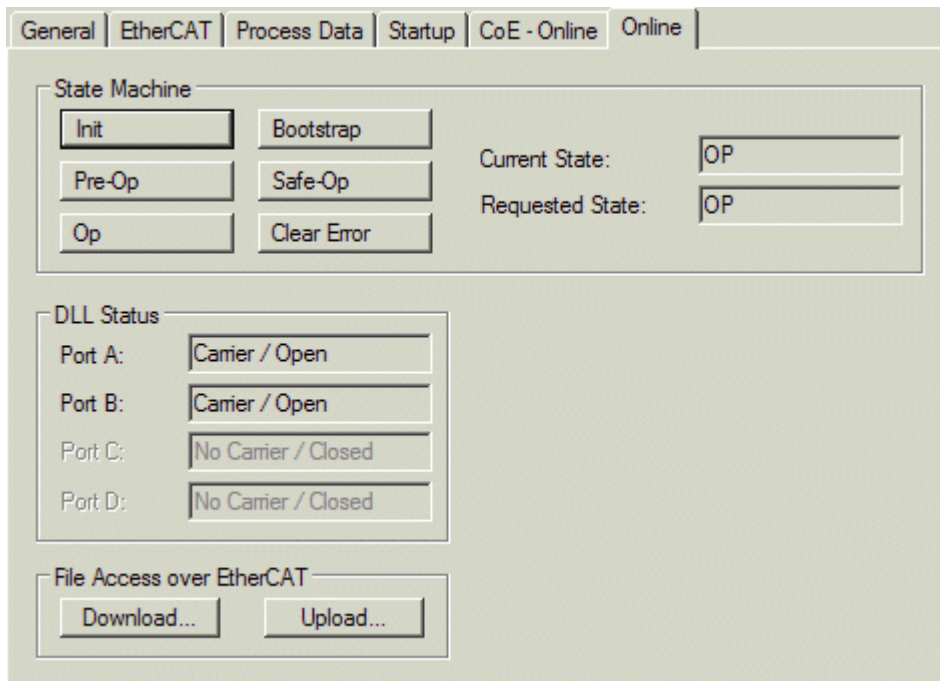 General EtherCAT Process Data Startup CoE - Online Online
State Machine
Init Bootstrap
Pre-Op Safe-Op
Op Clear Error
Current State: OP
Requested State: OP
DLL Status
Port A: Carrier / Open
Port B: Carrier / Open
Port C: No Carrier / Closed
Port D: No Carrier / Closed
File Access over EtherCAT
Download... Upload...